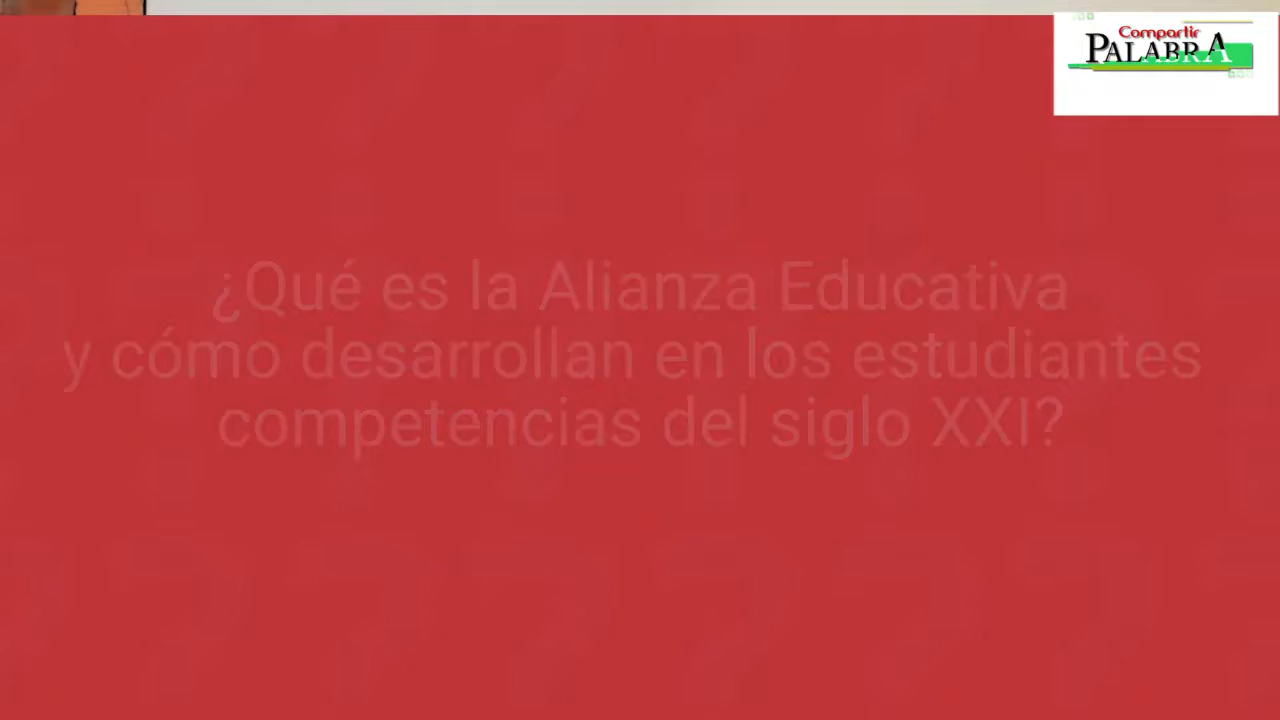 Compartir
PALABRA
¿Qué es la Alianza Educativa
y cómo desarrollan en los estudiantes
competencias del siglo XXI?